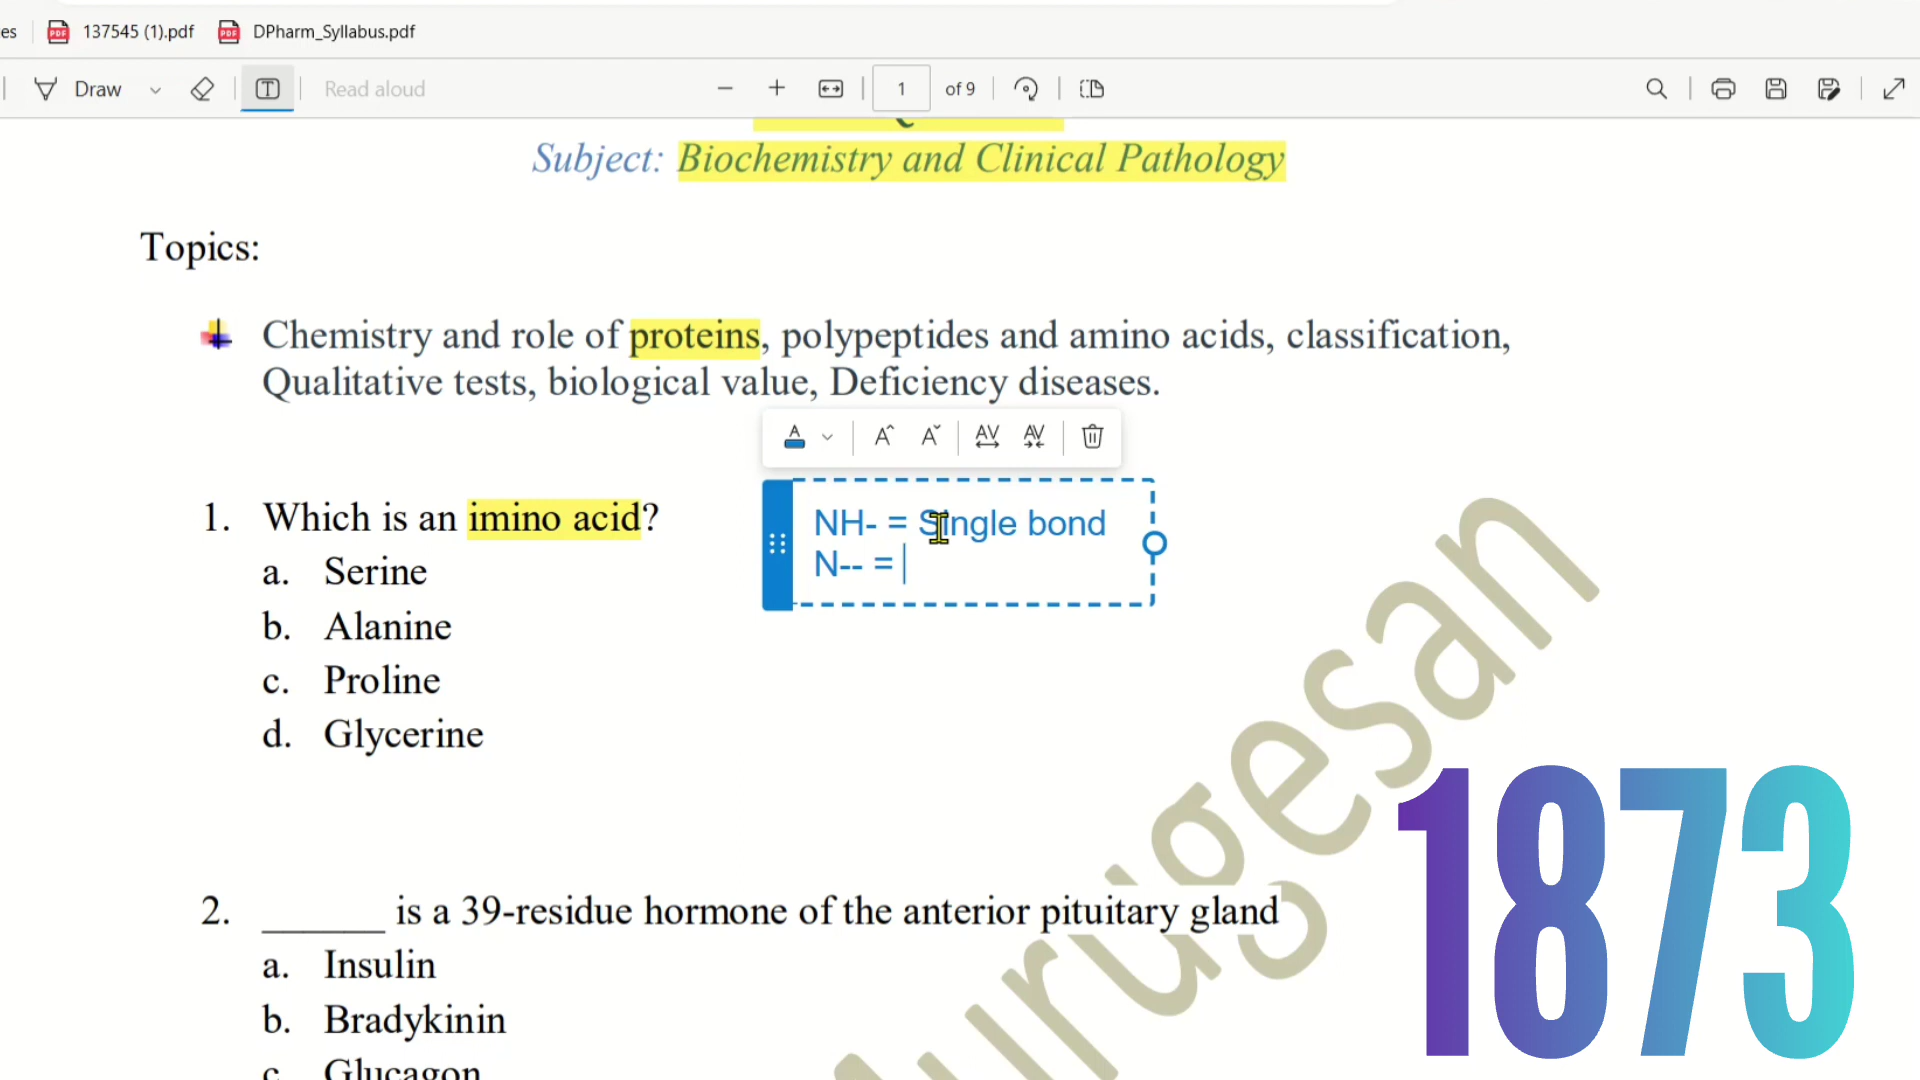 es 137545 (1).pdf DPharm_Syllabus.pdf
Draw Read aloud 1 of 9
Subject: Biochemistry and Clinical Pathology
Topics:
Chemistry and role of proteins, polypeptides and amino acids, classification,
Qualitative tests, biological value, Deficiency diseases.
1. Which is an imino acid?
NH- = Single bond
N-- =
a. Serine
b. Alanine
c. Proline
d. Glycerine
2. ______ is a 39-residue hormone of the anterior pituitary gland
a. Insulin
b. Bradykinin
c. Glucagon
urugesan
1873